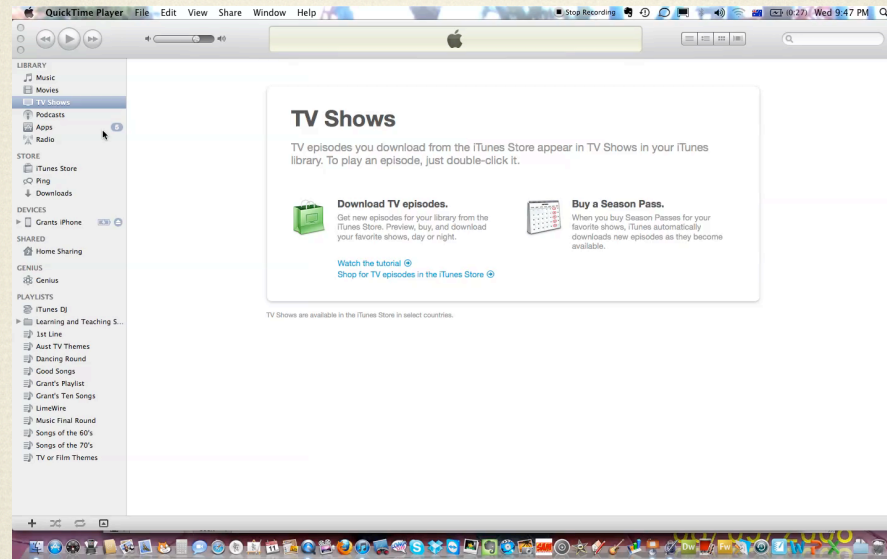 QuickTime Player File Edit View Share Window Help Stop Recording (0:27) Wed 9:47 PM
LIBRARY
Music
Movies
TV Shows
Podcasts
Apps
Radio
STORE
iTunes Store
Ping
Downloads
DEVICES
Grants iPhone
SHARED
Home Sharing
GENIUS
Genius
PLAYLISTS
iTunes DJ
Learning and Teaching S...
1st Line
Aust TV Themes
Dancing Round
Good Songs
Grant's Playlist
Grant's Ten Songs
LimeWire
Music Final Round
Songs of the 60's
Songs of the 70's
TV or Film Themes
TV Shows
TV episodes you download from the iTunes Store appear in TV Shows in your iTunes
library. To play an episode, just double-click it.
Download TV episodes.
Get new episodes for your library from the
iTunes Store. Preview, buy, and download
your favorite shows, day or night.
Watch the tutorial
Shop for TV episodes in the iTunes Store
Buy a Season Pass.
When you buy Season Passes for your
favorite shows, iTunes automatically
downloads new episodes as they become
available.
TV Shows are available in the iTunes Store in select countries.